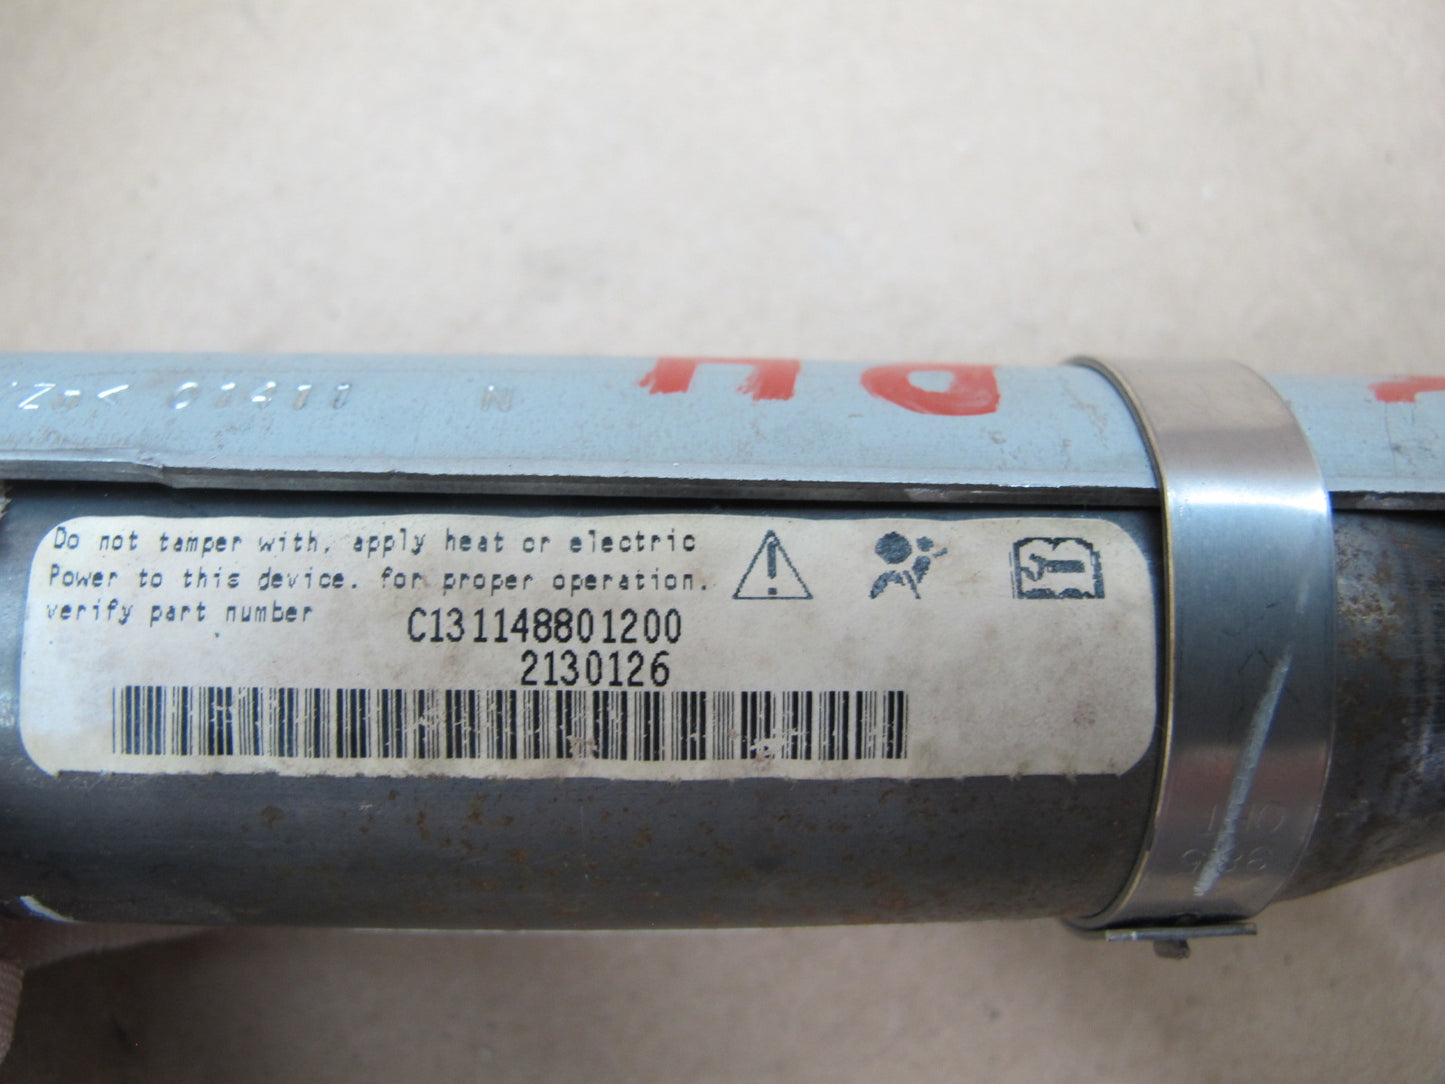 N
Do not tamper with, apply heat or electric
Power to this device. for proper operation.
verify part number
C131148801200
2130126